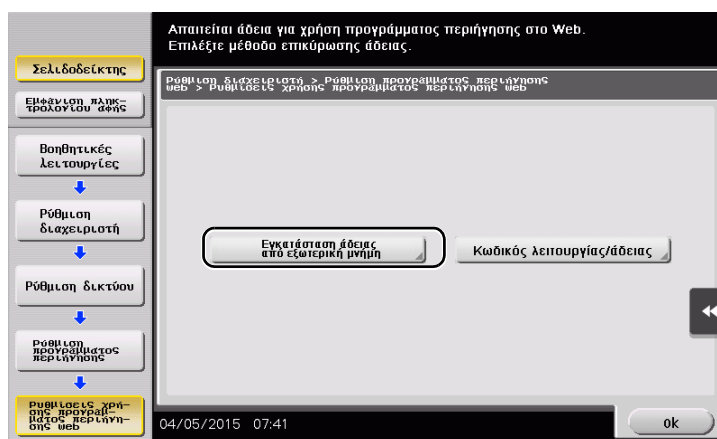 Απαιτείται άδεια για χρήση προγράμματος περιήγησης στο Web.
Επιλέξτε μέθοδο επικύρωσης άδειας.
Σελιδοδείκτης
Εμφάνιση πληκ-
τρολογίου αφής
Βοηθητικές
λειτουργίες
Ρύθμιση
διαχειριστή
Ρύθμιση δικτύου
Ρύθμιση
προγράμματος
περιήγησης
Ρυθμίσεις χρή-
σης προγράμ-
ματος περιήγη-
σης web
Ρύθμιση διαχειριστή > Ρύθμιση προγράμματος περιήγησης
web > Ρυθμίσεις χρήσης προγράμματος περιήγησης web
Εγκατάσταση άδειας
από εξωτερική μνήμη
Κωδικός λειτουργίας/άδειας
04/05/2015 07:41
ok